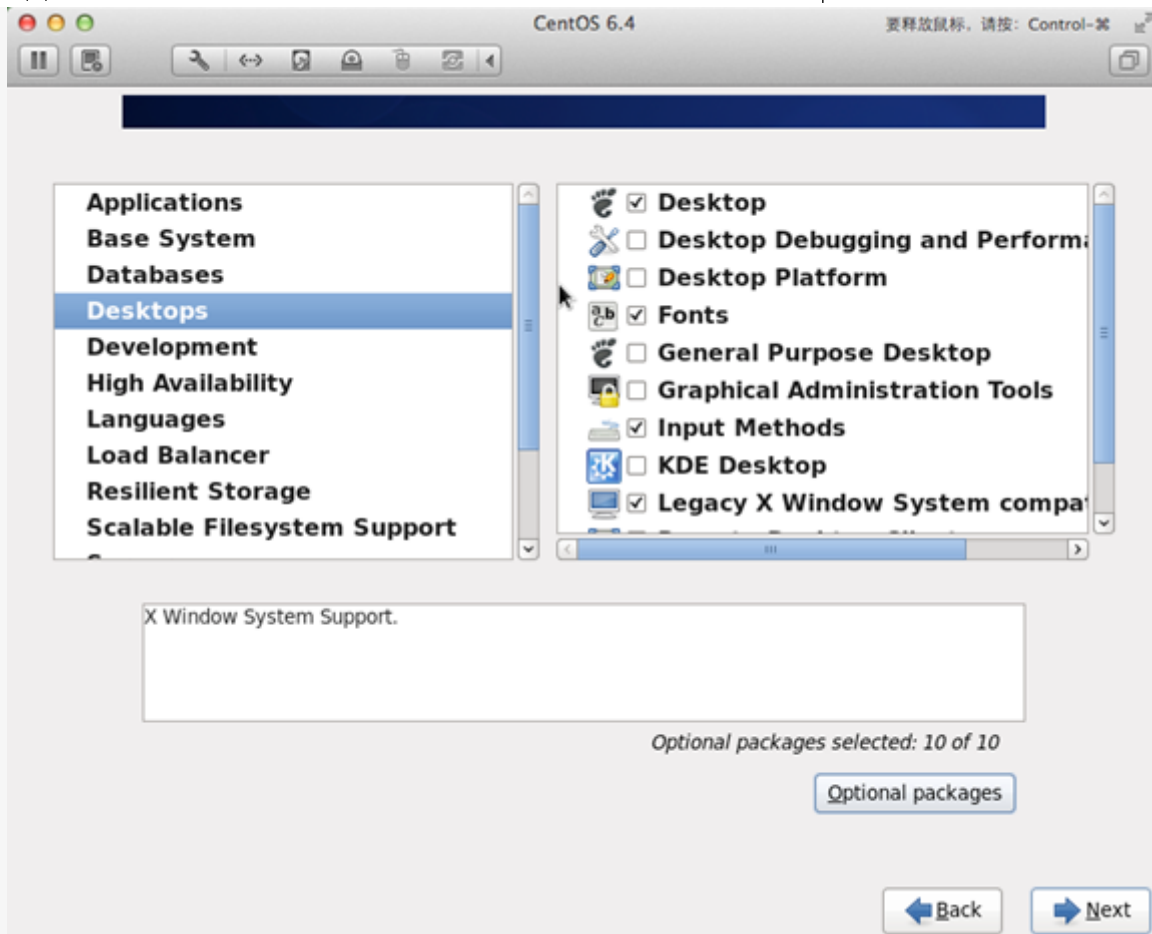 CentOS 6.4
要释放鼠标，请按：Control-⌘
Applications
Base System
Databases
Desktops
Development
High Availability
Languages
Load Balancer
Resilient Storage
Scalable Filesystem Support
Desktop
Desktop Debugging and Performa
Desktop Platform
Fonts
General Purpose Desktop
Graphical Administration Tools
Input Methods
KDE Desktop
Legacy X Window System compat
X Window System Support.
Optional packages selected: 10 of 10
Optional packages
Back
Next